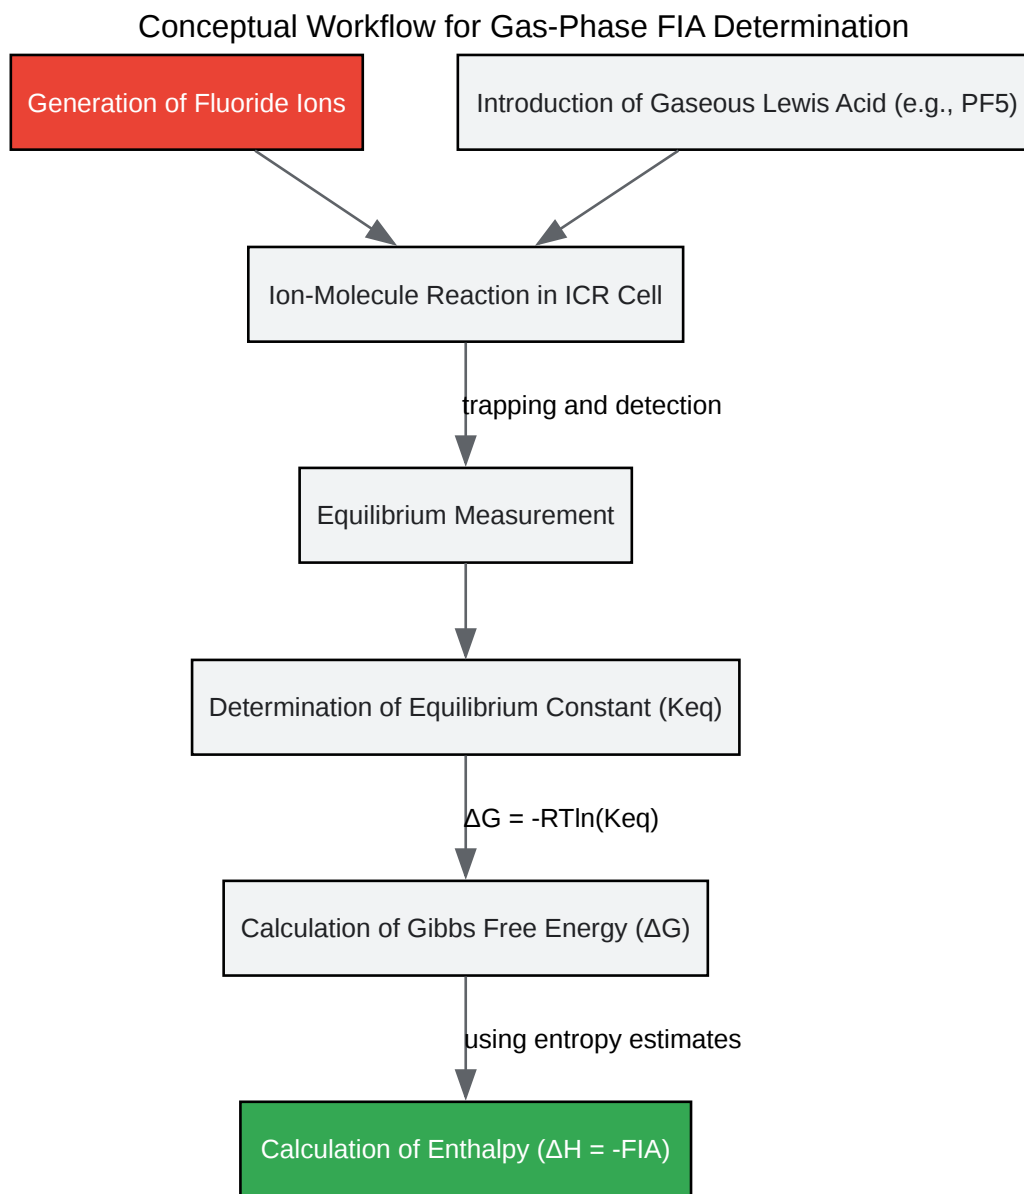 Conceptual Workflow for Gas-Phase FIA Determination
Generation of Fluoride Ions
Introduction of Gaseous Lewis Acid (e.g., PF5)
Ion-Molecule Reaction in ICR Cell
trapping and detection
Equilibrium Measurement
Determination of Equilibrium Constant (Keq)
ΔG = -RTln(Keq)
Calculation of Gibbs Free Energy (ΔG)
using entropy estimates
Calculation of Enthalpy (ΔH = -FIA)